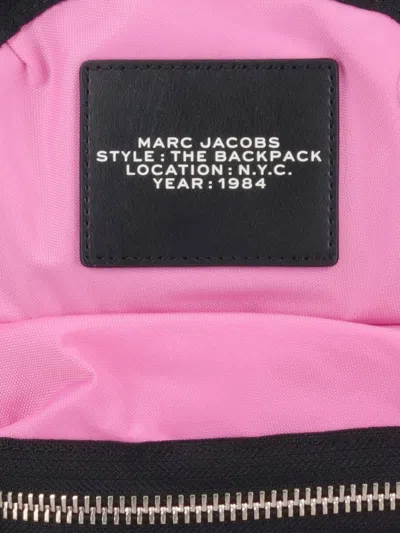 MARC JACOBS
STYLE : THE BACKPACK
LOCATION : N.Y.C.
YEAR : 1984